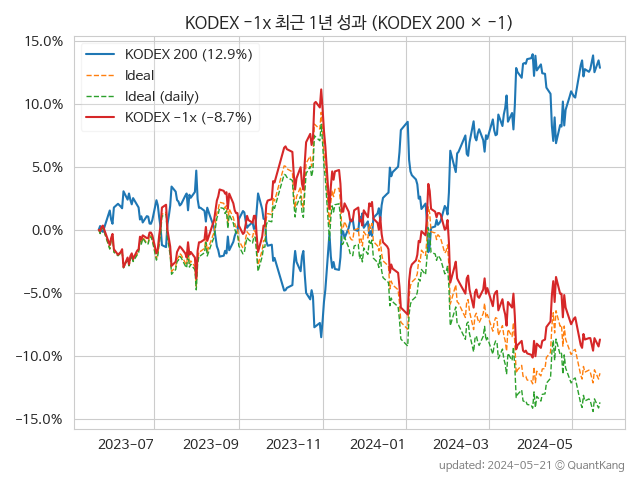 KODEX −1x 최근 1년 성과 (KODEX 200 × −1)
15.0%
10.0%
5.0%
0.0%
−5.0%
−10.0%
−15.0%
KODEX 200 (12.9%)
Ideal
Ideal (daily)
KODEX −1x (−8.7%)
2023-07
2023-09
2023-11
2024-01
2024-03
2024-05
updated: 2024-05-21 © QuantKang